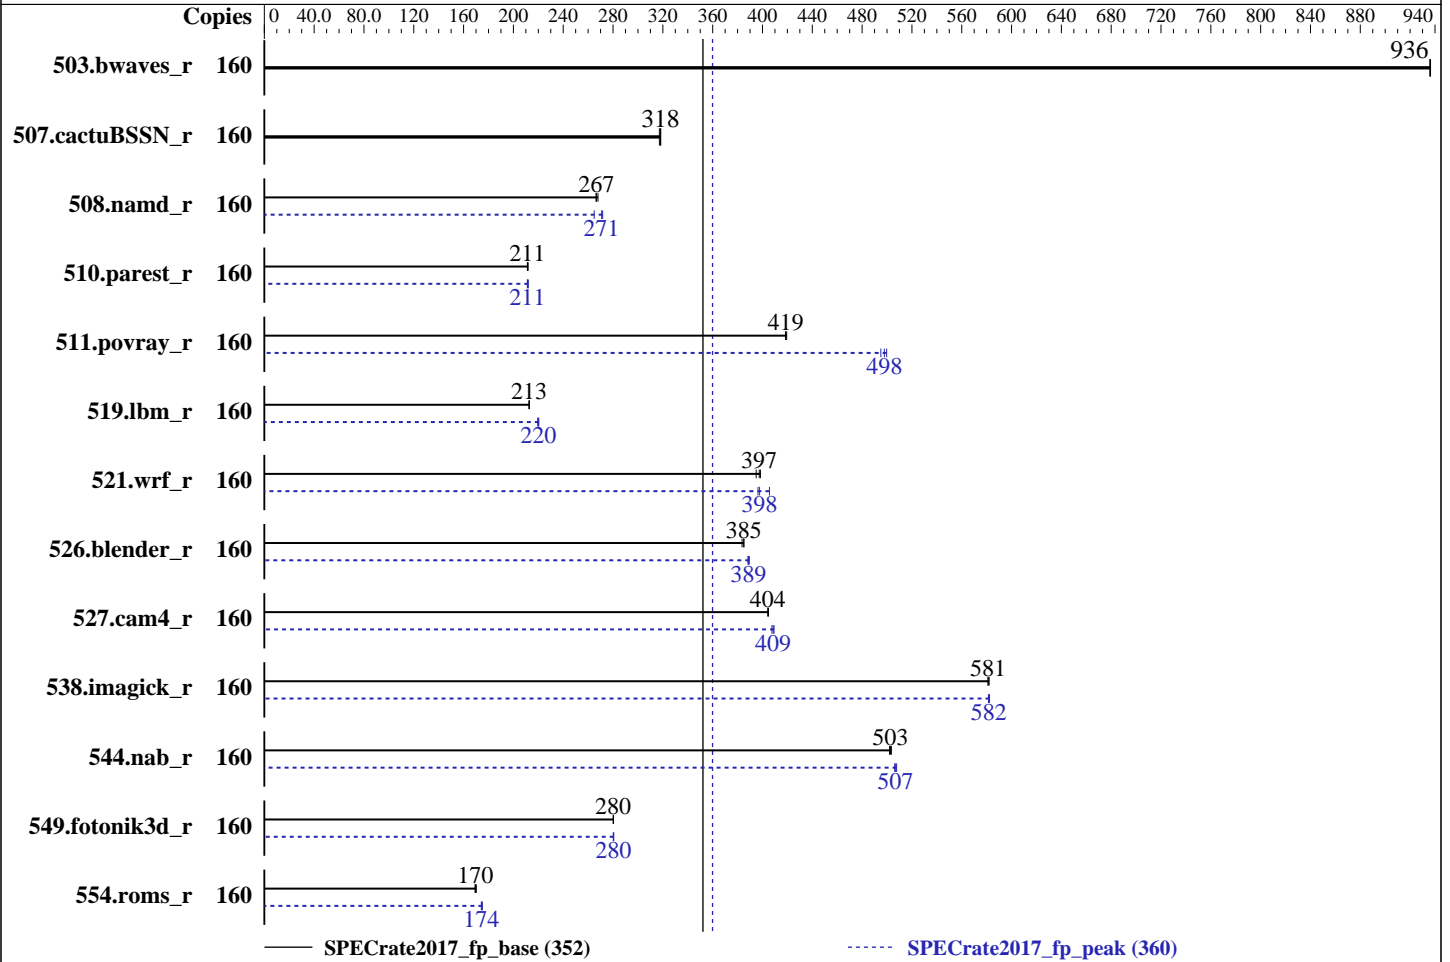 Copies 0 40.0 80.0 120 160 200 240 280 320 360 400 440 480 520 560 600 640 680 720 760 800 840 880 940
936
503.bwaves_r 160
318
507.cactuBSSN_r 160
267
508.namd_r 160
271
211
510.parest_r 160
211
419
511.povray_r 160
498
213
519.lbm_r 160
220
397
521.wrf_r 160
398
385
526.blender_r 160
389
404
527.cam4_r 160
409
581
538.imagick_r 160
582
503
544.nab_r 160
507
280
549.fotonik3d_r 160
280
170
554.roms_r 160
174
SPECrate2017_fp_base (352) SPECrate2017_fp_peak (360)